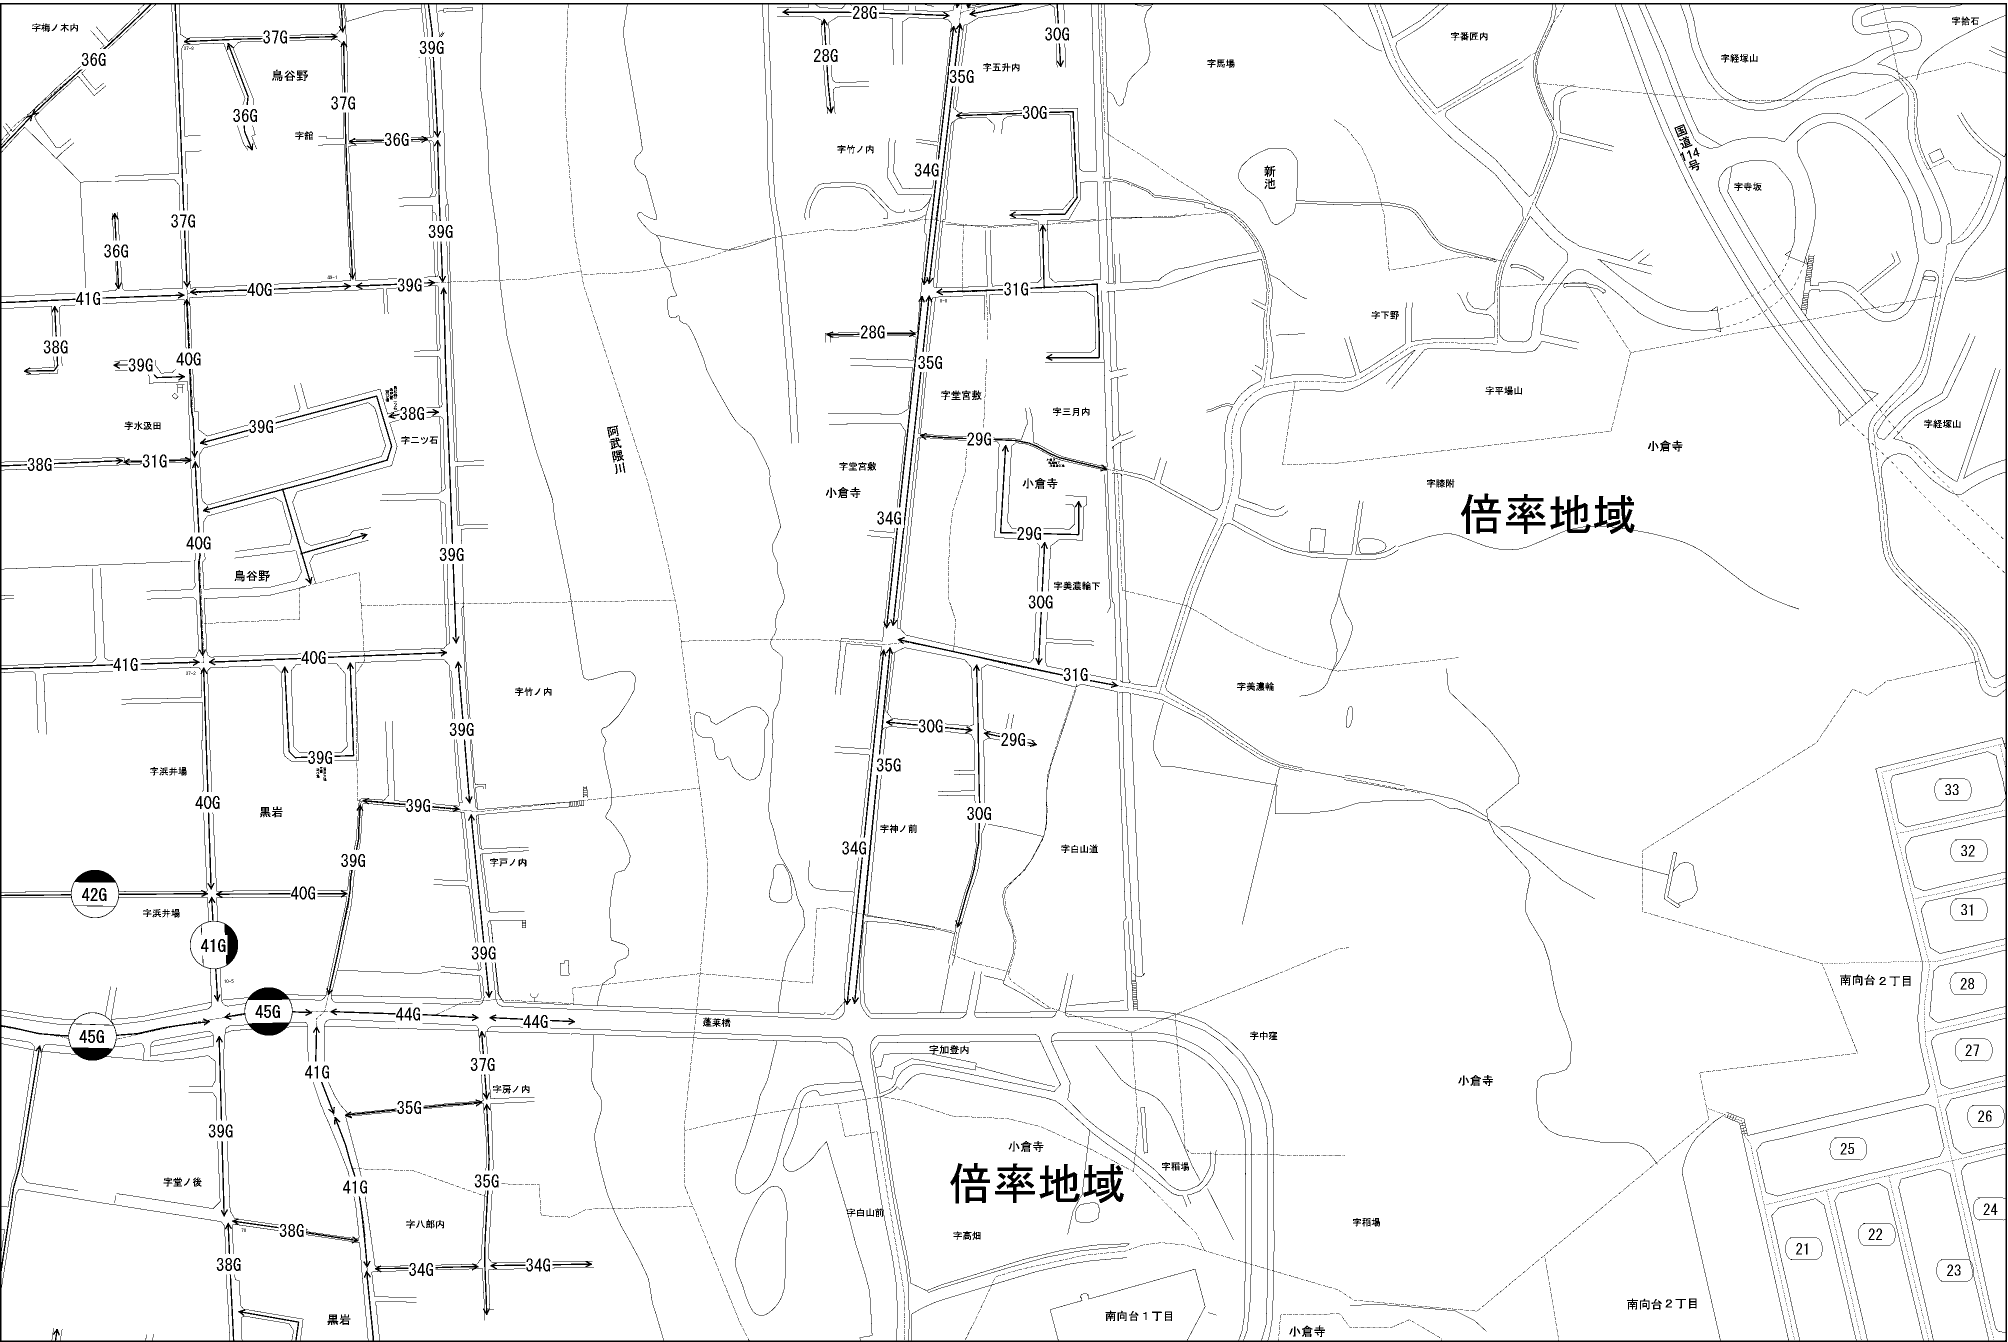 字梅ノ木内
36G
37G
鳥谷野
36G
37G
字舘
36G
39G
28G
28G
30G
35G
字五升内
30G
字馬場
字番匠内
字経塚山
字拾石
国道114号
字竹ノ内
34G
新池
字寺坂
37G
39G
36G
41G
40G
39G
31G
38G
39G
40G
28G
35G
字下野
字堂宮敷
字三月内
字平場山
字水汲田
39G
38G
字二ツ石
阿武隈川
29G
小倉寺
字経塚山
38G
31G
字堂宮敷
小倉寺
小倉寺
字膝附
倍率地域
34G
29G
40G
39G
鳥谷野
字美濃輪下
30G
41G
40G
31G
字竹ノ内
字美濃輪
39G
30G
29G
39G
35G
字浜井場
40G
黒岩
39G
30G
字神ノ前
33
34G
字白山道
32
39G
字戸ノ内
42G
40G
字浜井場
31
41G
39G
南向台2丁目
28
45G
44G
44G
蓬莱橋
45G
字中窪
字加登内
27
37G
41G
字房ノ内
小倉寺
35G
26
39G
小倉寺
25
字堂ノ後
41G
35G
倍率地域
字稲場
24
字白山前
字八郎内
字高畑
字稲場
38G
22
21
38G
34G
34G
23
黒岩
南向台1丁目
小倉寺
南向台2丁目